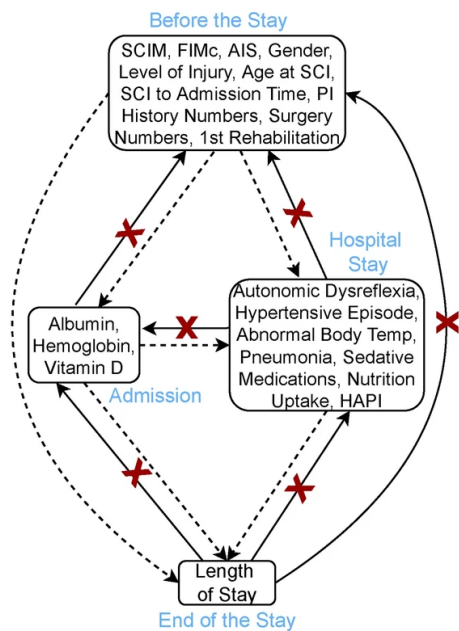 Before the Stay
SCIM, FIMc, AIS, Gender,
Level of Injury, Age at SCI,
SCI to Admission Time, PI
History Numbers, Surgery
Numbers, 1st Rehabilitation
Hospital
Stay
Autonomic Dysreflexia,
Hypertensive Episode,
Abnormal Body Temp,
Pneumonia, Sedative
Medications, Nutrition
Uptake, HAPI
Albumin,
Hemoglobin,
Vitamin D
Admission
Length
of Stay
End of the Stay